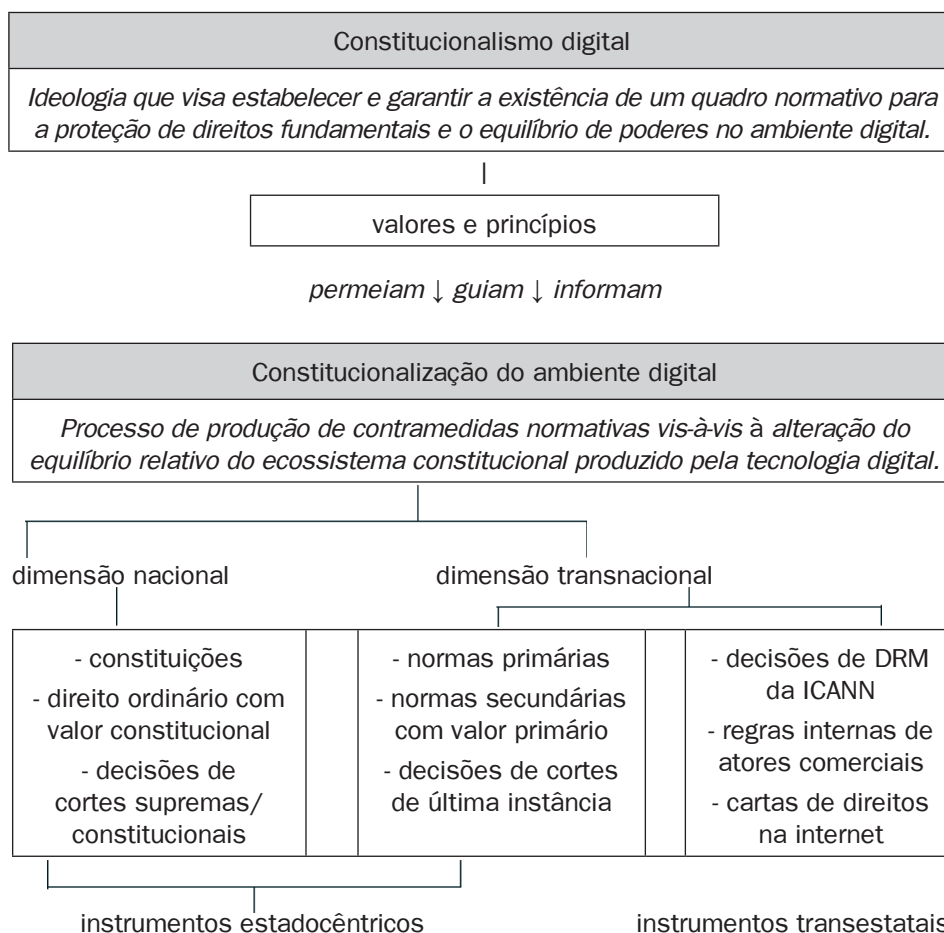 Constitucionalismo digital
Ideologia que visa estabelecer e garantir a existência de um quadro normativo para
a proteção de direitos fundamentais e o equilíbrio de poderes no ambiente digital.
valores e princípios
permeiam ↓ guiam ↓ informam
Constitucionalização do ambiente digital
Processo de produção de contramedidas normativas vis-à-vis à alteração do
equilíbrio relativo do ecossistema constitucional produzido pela tecnologia digital.
dimensão nacional
dimensão transnacional
- constituições
- direito ordinário com
valor constitucional
- decisões de
cortes supremas/
constitucionais
- normas primárias
- normas secundárias
com valor primário
- decisões de cortes
de última instância
- decisões de DRM
da ICANN
- regras internas de
atores comerciais
- cartas de direitos
na internet
instrumentos estadocêntricos
instrumentos transestatais